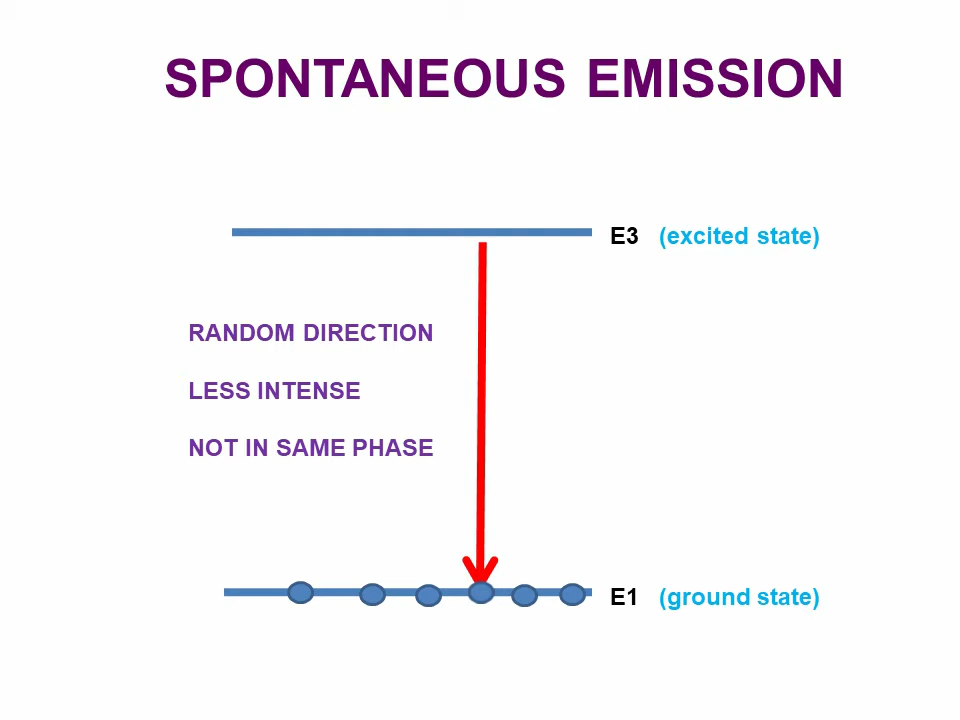 SPONTANEOUS EMISSION
E3 (excited state)
RANDOM DIRECTION
LESS INTENSE
NOT IN SAME PHASE
E1 (ground state)